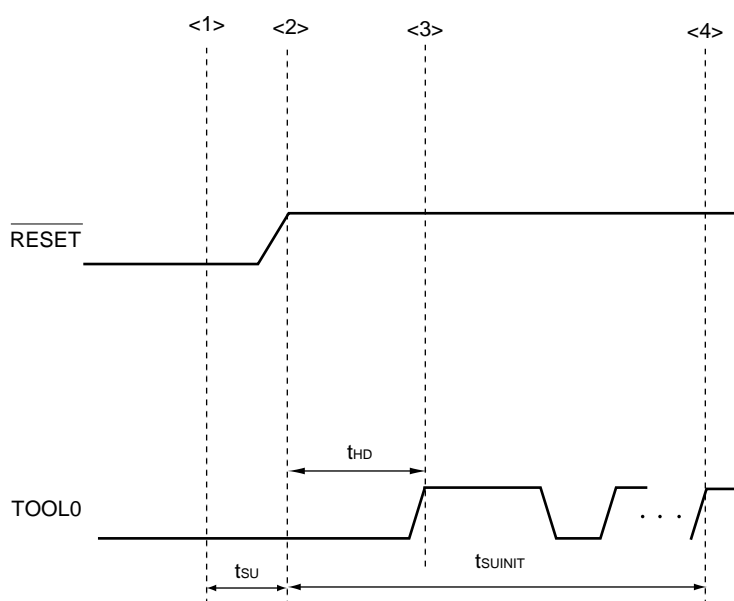 <1> <2> <3> <4>
RESET
tHD
TOOL0
. . .
tSU tSUINIT